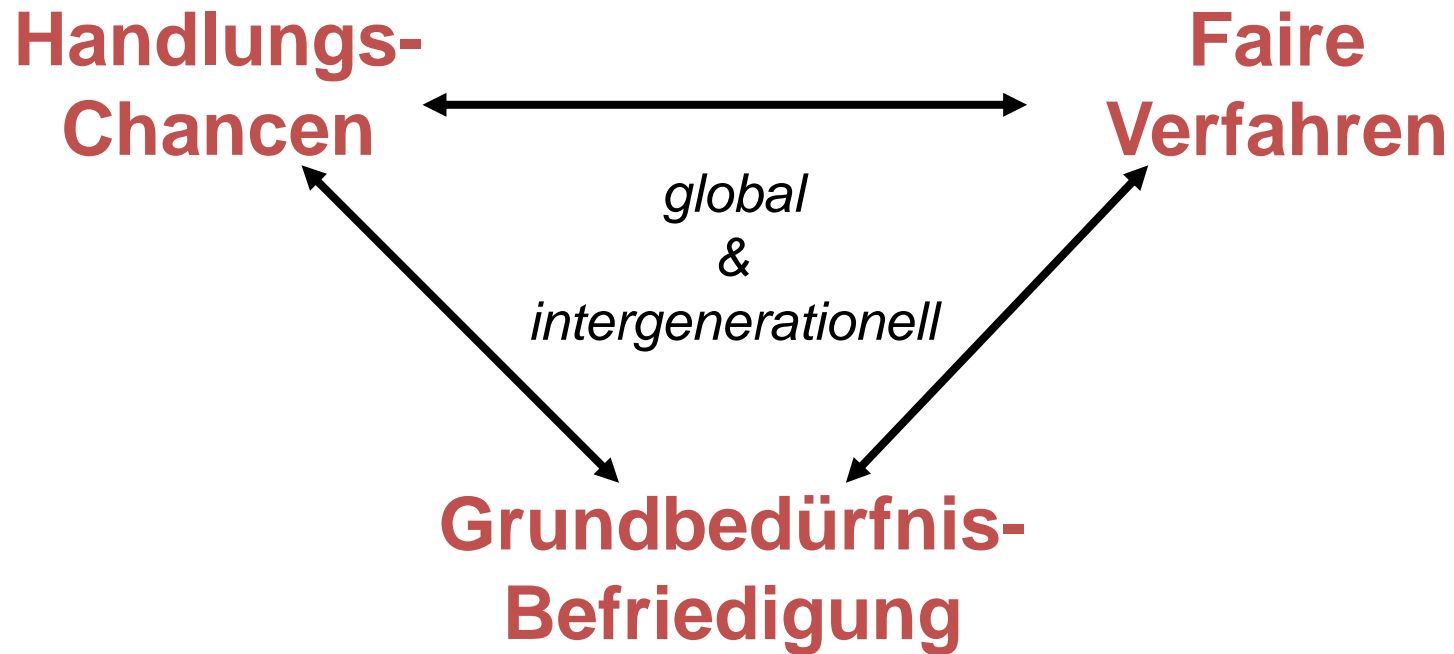 Handlungs-
Chancen
Faire
Verfahren
global
&
intergenerationell
Grundbedürfnis-
Befriedigung